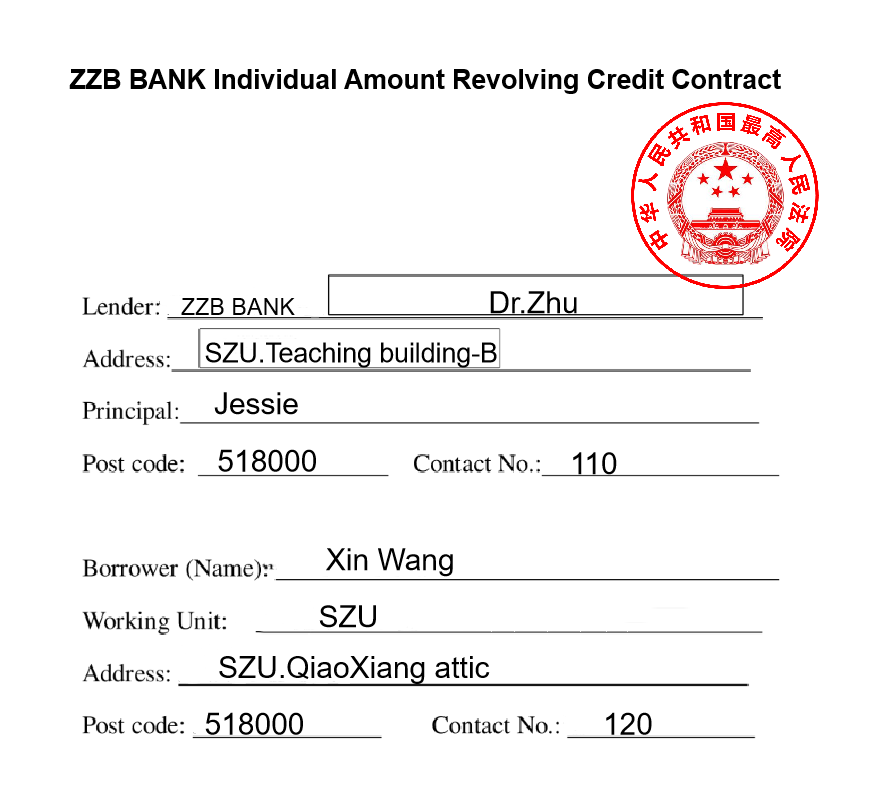 ZZB BANK Individual Amount Revolving Credit Contract
中华人民共和国最高人民法院
Lender: ZZB BANK Dr.Zhu
Address: SZU.Teaching building-B
Principal: Jessie
Post code: 518000 Contact No.: 110
Borrower (Name): Xin Wang
Working Unit: SZU
Address: SZU.QiaoXiang attic
Post code: 518000 Contact No.: 120